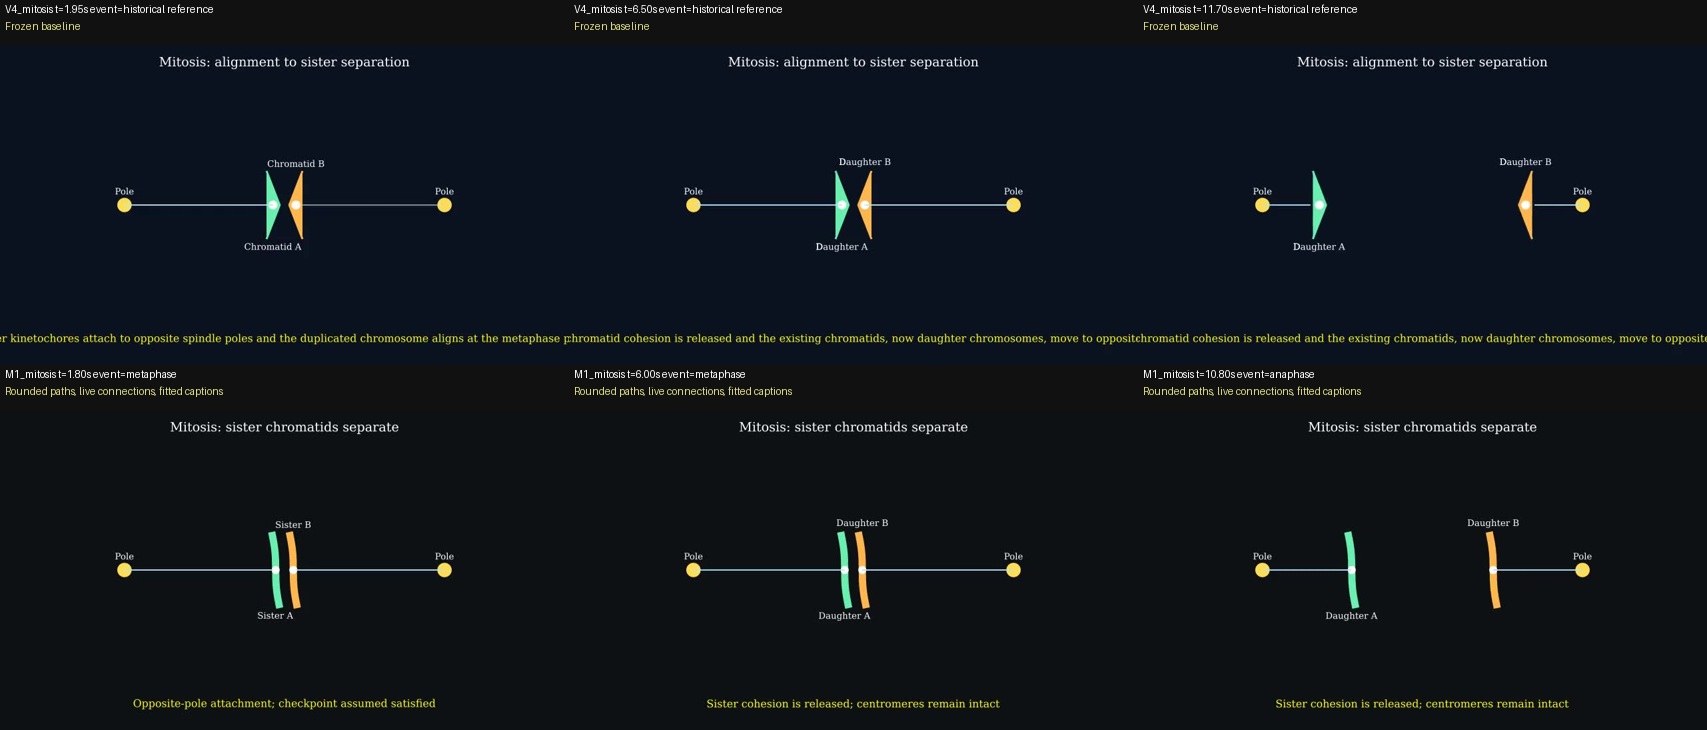 V4_mitosis t=1.95s event=historical reference
Frozen baseline
Mitosis: alignment to sister separation
Chromatid B
Pole
Pole
Chromatid A
er kinetochores attach to opposite spindle poles and the duplicated chromosome aligns at the metaphase p
V4_mitosis t=6.50s event=historical reference
Frozen baseline
Mitosis: alignment to sister separation
Daughter B
Pole
Pole
Daughter A
chromatid cohesion is released and the existing chromatids, now daughter chromosomes, move to opposit
V4_mitosis t=11.70s event=historical reference
Frozen baseline
Mitosis: alignment to sister separation
Daughter B
Pole
Pole
Daughter A
chromatid cohesion is released and the existing chromatids, now daughter chromosomes, move to opposite
M1_mitosis t=1.80s event=metaphase
Rounded paths, live connections, fitted captions
Mitosis: sister chromatids separate
Sister B
Pole
Pole
Sister A
Opposite-pole attachment; checkpoint assumed satisfied
M1_mitosis t=6.00s event=metaphase
Rounded paths, live connections, fitted captions
Mitosis: sister chromatids separate
Daughter B
Pole
Pole
Daughter A
Sister cohesion is released; centromeres remain intact
M1_mitosis t=10.80s event=anaphase
Rounded paths, live connections, fitted captions
Mitosis: sister chromatids separate
Daughter B
Pole
Pole
Daughter A
Sister cohesion is released; centromeres remain intact